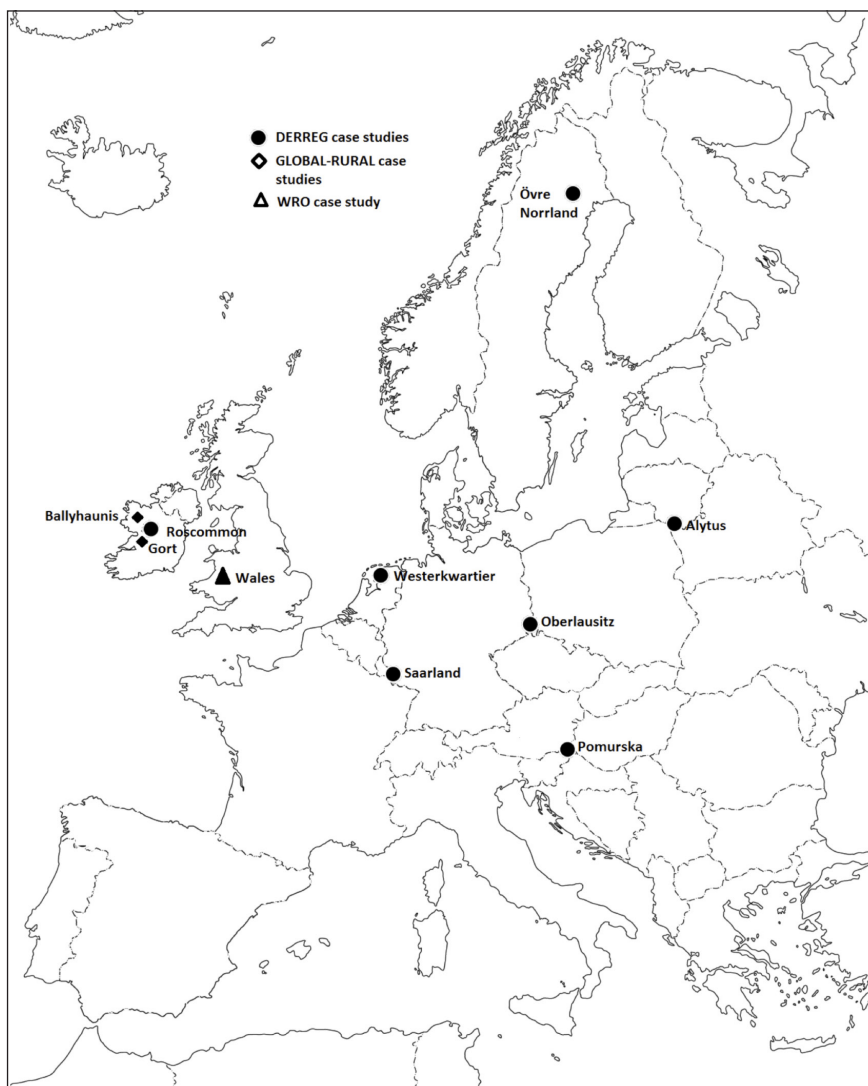 DERREG case studies
GLOBAL-RURAL case
studies
WRO case study
Övre
Norrland
Ballyhaunis
Roscommon
Gort
Alytus
Wales
Westerkwartier
Oberlausitz
Saarland
Pomurska